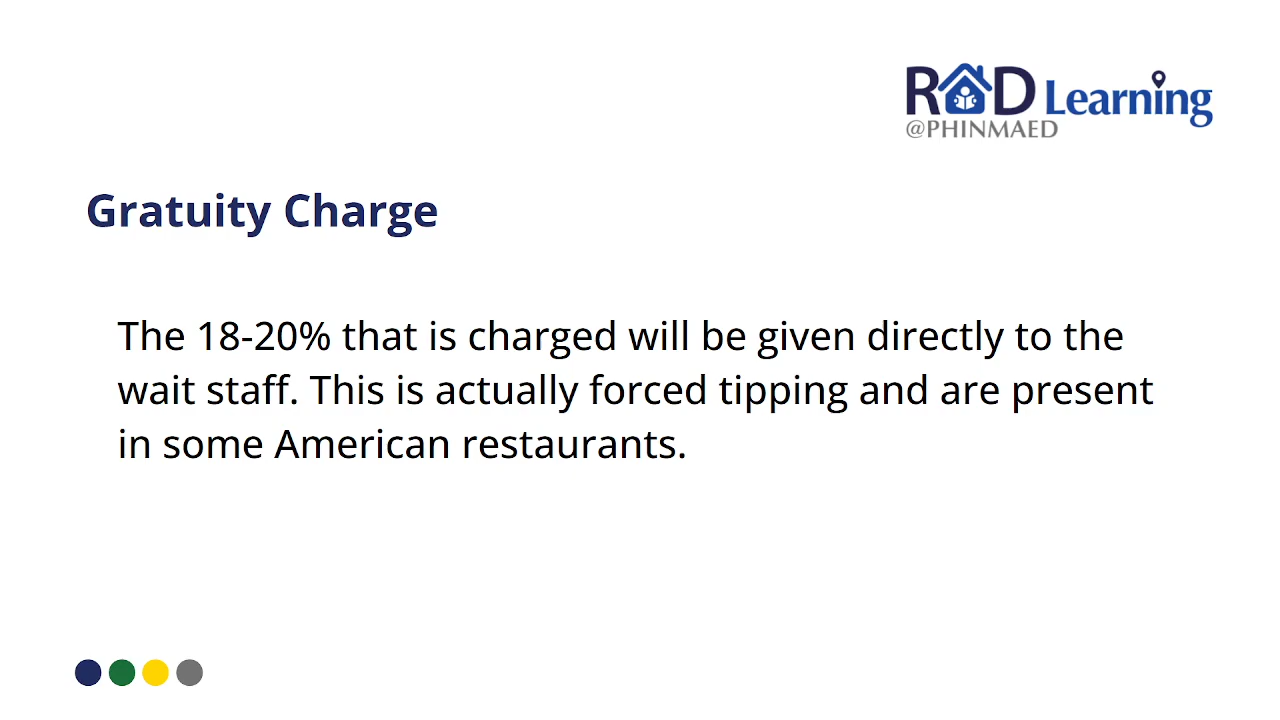 RAD Learning
@PHINMAED
Gratuity Charge
The 18-20% that is charged will be given directly to the
wait staff. This is actually forced tipping and are present
in some American restaurants.